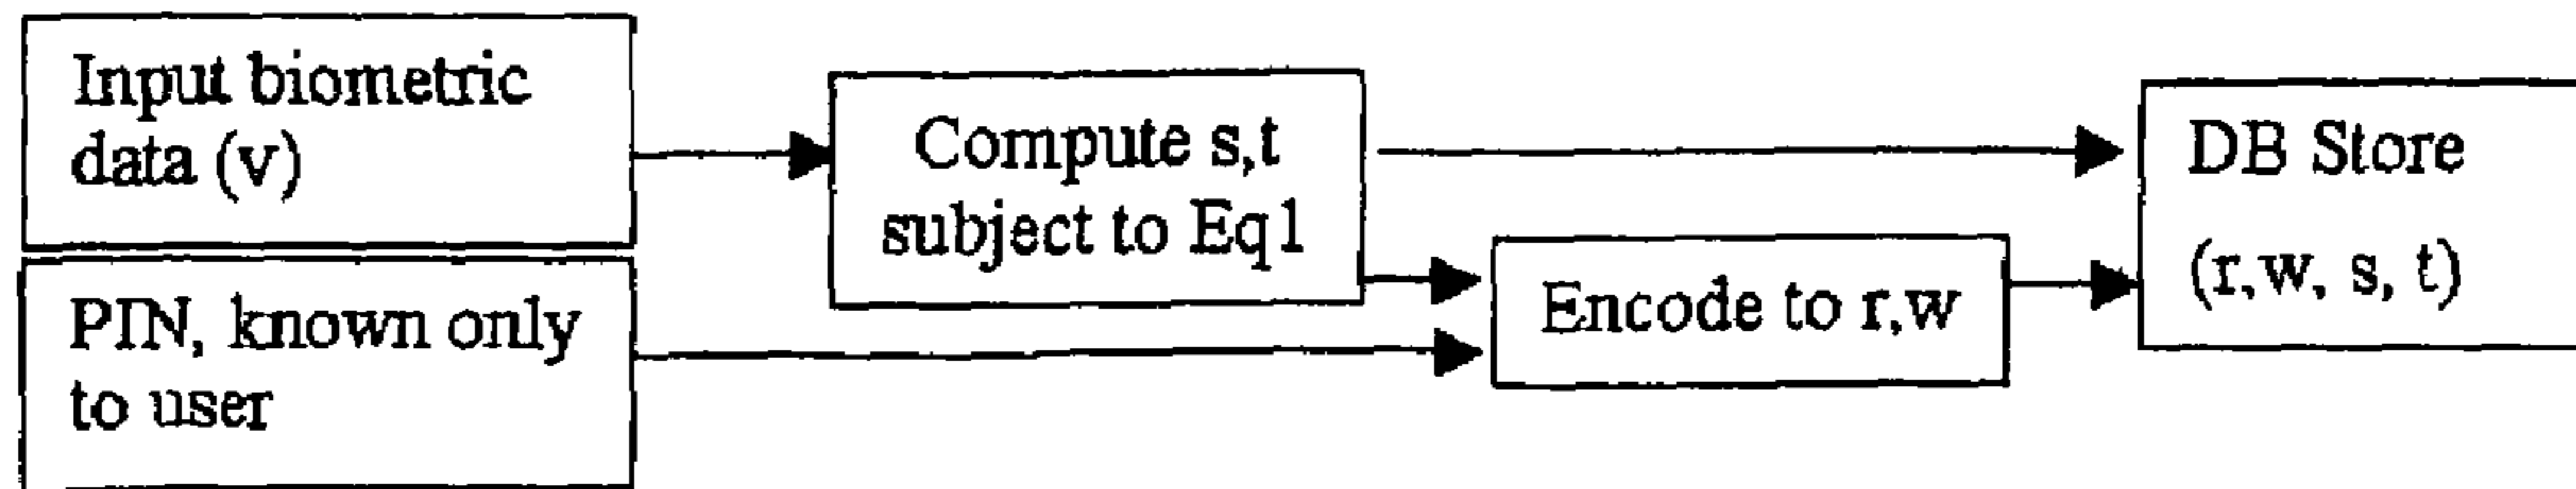 Input biometric
data (v)
PIN, known only
to user
Compute s,t
subject to Eq1
Encode to r,w
DB Store
(r,w, s, t)